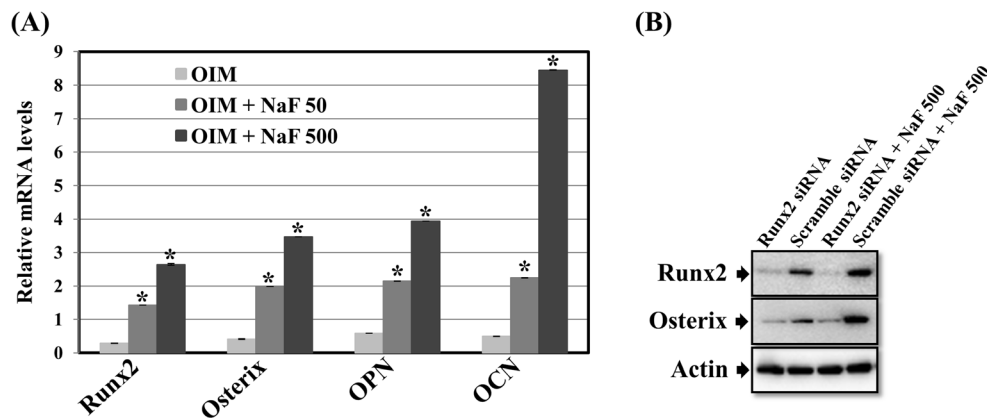 (A)
Relative mRNA levels
9
8
7
6
5
4
3
2
1
0
OIM
OIM + NaF 50
OIM + NaF 500
*
*
*
*
*
*
*
*
Runx2
Osterix
OPN
OCN
(B)
Runx2 siRNA
Scramble siRNA
Runx2 siRNA + NaF 500
Scramble siRNA + NaF 500
Runx2
Osterix
Actin